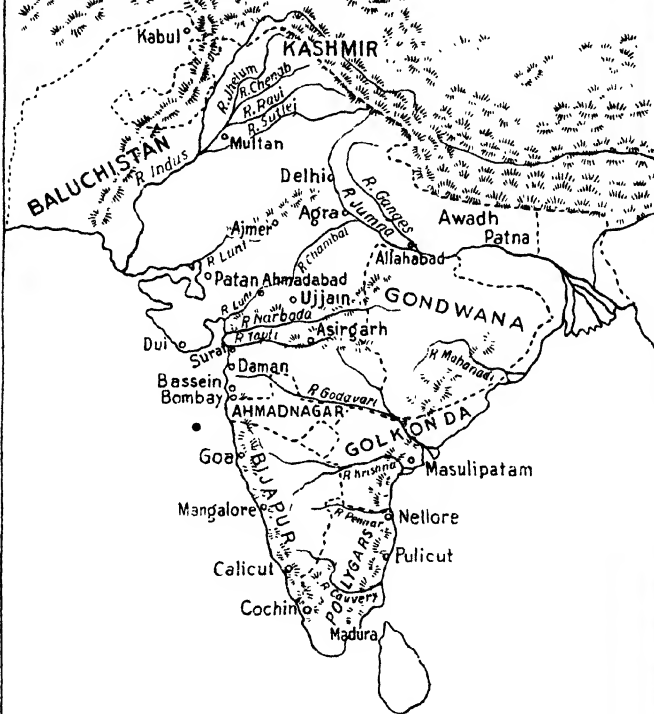 Kabul
KASHMIR
R. Jhelum
R. Chenab
R. Ravi
R. Sutlej
Multan
BALUCHISTAN
R Indus
Delhi
R. Ganges
R Jumna
Agra
Awadh
Ajmer
Patna
R Luni
R. Chambal
Allahabad
Patan
Ahmadabad
R Luni
Ujjain
GONDWANA
R Narbada
R Tapti
Asirgarh
Dui
Surat
R Mahanadi
Daman
Bassein
R Godavari
Bombay
AHMADNAGAR
GOLKONDA
Goa
BIJAPUR
R Krishna
Masulipatam
Mangalore
R Pennar
Nellore
POLLYGARS
Pulicut
Calicut
R Cauvery
Cochin
Madura